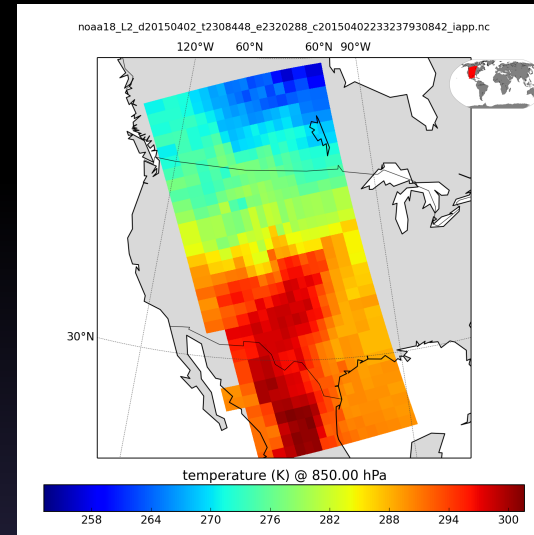 noaa18_L2_d20150402_t2308448_e2320288_c20150402233237930842_iapp.nc
120°W 60°N 60°N 90°W
30°N
temperature (K) @ 850.00 hPa
258 264 270 276 282 288 294 300